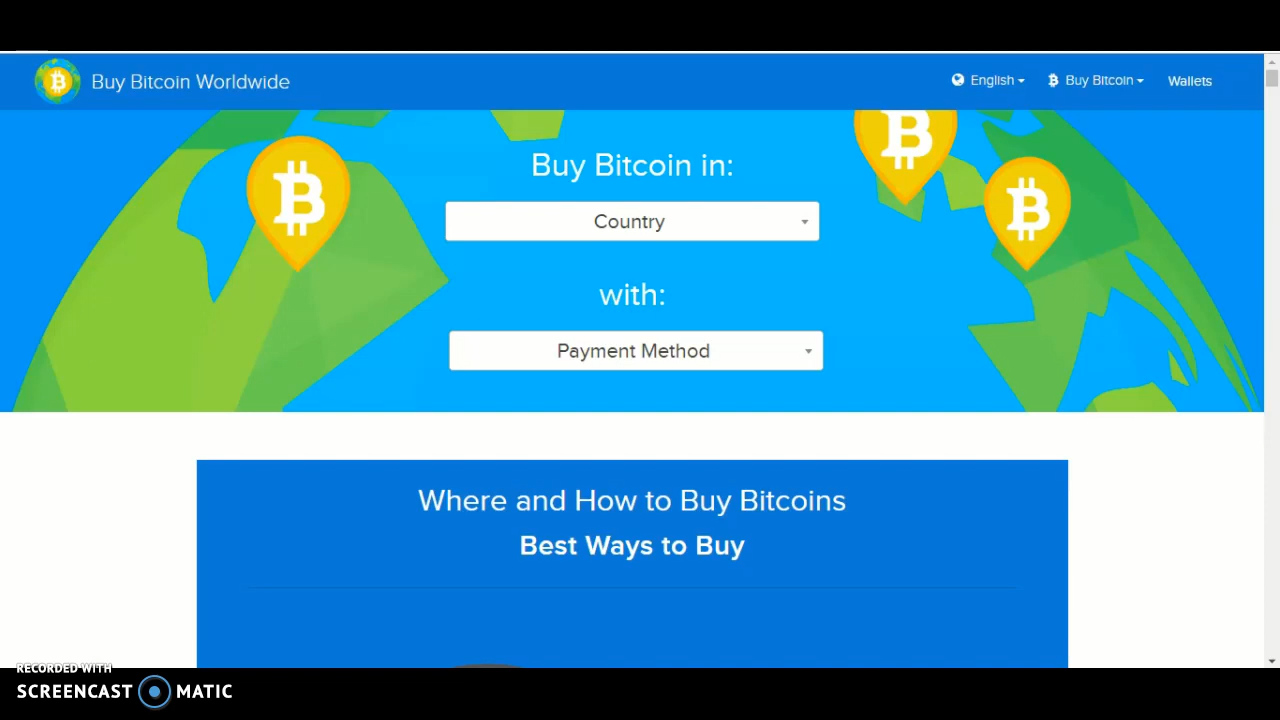 Buy Bitcoin Worldwide
English
Buy Bitcoin
Wallets
Buy Bitcoin in:
Country
with:
Payment Method
Where and How to Buy Bitcoins
Best Ways to Buy
RECORDED WITH
SCREENCAST MATIC